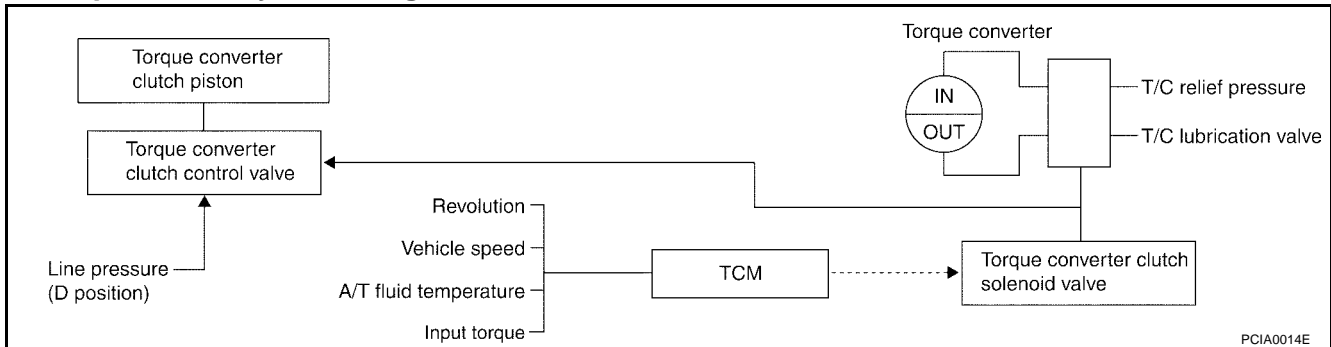 Torque converter
clutch piston
Torque converter
clutch control valve
Line pressure
(D position)
Revolution
Vehicle speed
A/T fluid temperature
Input torque
TCM
Torque converter
IN
OUT
T/C relief pressure
T/C lubrication valve
Torque converter clutch
solenoid valve
PCIA0014E